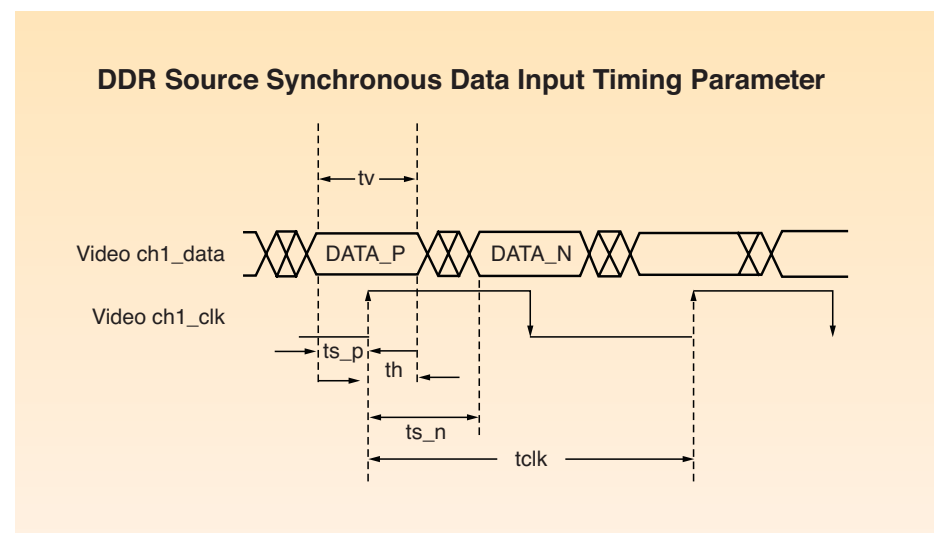 DDR Source Synchronous Data Input Timing Parameter
tv
Video ch1_data
DATA_P
DATA_N
Video ch1_clk
ts_p
th
ts_n
tclk